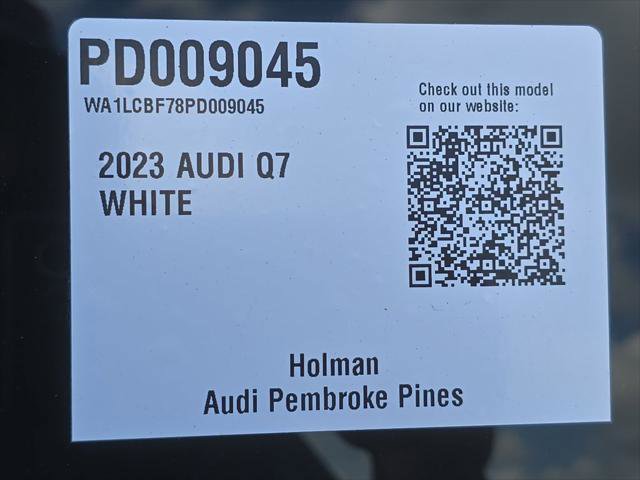 PD009045
WA1LCBF78PD009045
2023 AUDI Q7
WHITE
Check out this model
on our website:
Holman
Audi Pembroke Pines